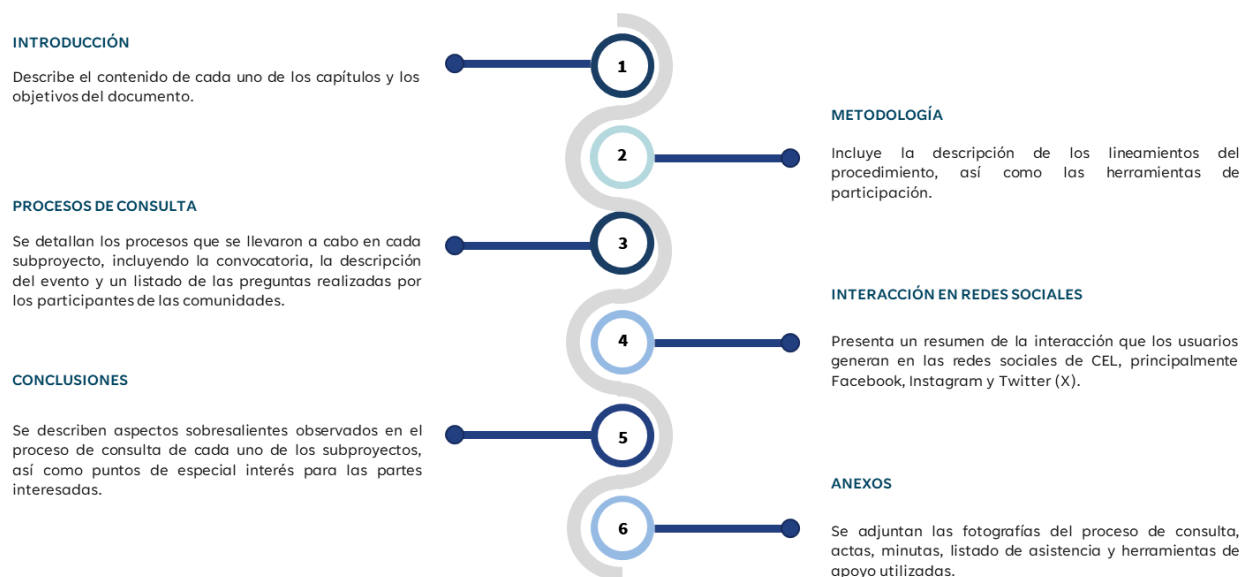 INTRODUCCIÓN
Describe el contenido de cada uno de los capítulos y los
objetivos del documento.
1
METODOLOGÍA
Incluye la descripción de los lineamientos del
procedimiento, así como las herramientas de
participación.
2
PROCESOS DE CONSULTA
Se detallan los procesos que se llevaron a cabo en cada
subproyecto, incluyendo la convocatoria, la descripción
del evento y un listado de las preguntas realizadas por
los participantes de las comunidades.
3
INTERACCIÓN EN REDES SOCIALES
Presenta un resumen de la interacción que los usuarios
generan en las redes sociales de CEL, principalmente
Facebook, Instagram y Twitter (X).
4
CONCLUSIONES
Se describen aspectos sobresalientes observados en el
proceso de consulta de cada uno de los subproyectos,
así como puntos de especial interés para las partes
interesadas.
5
ANEXOS
Se adjuntan las fotografías del proceso de consulta,
actas, minutas, listado de asistencia y herramientas de
apoyo utilizadas.
6